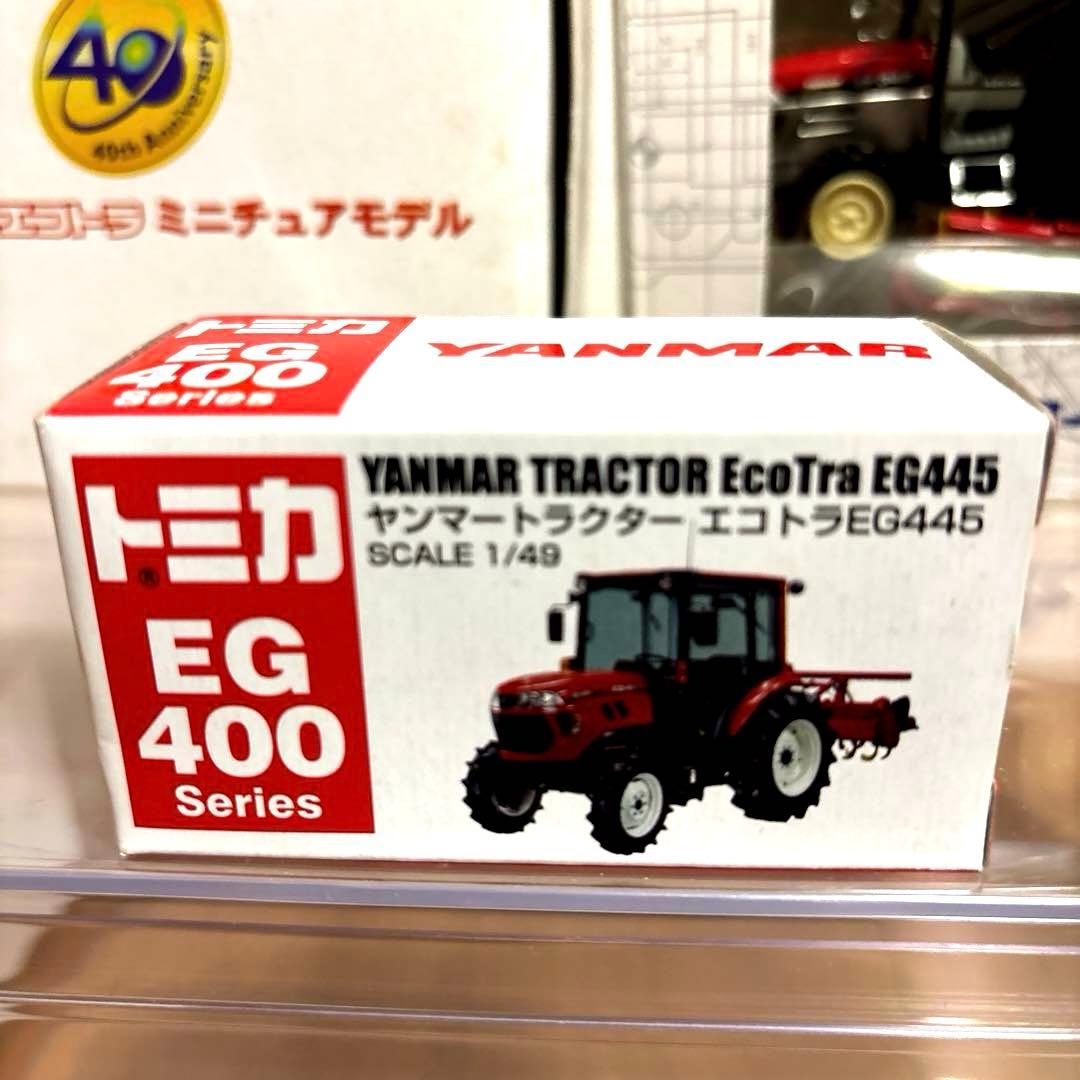 40
40th Anniversary
エコトラ ミニチュアモデル
トミカ
EG
400
Series
YANMAR
YANMAR TRACTOR EcoTra EG445
ヤンマートラクター エコトラEG445
SCALE 1/49
トミカ®
EG
400
Series